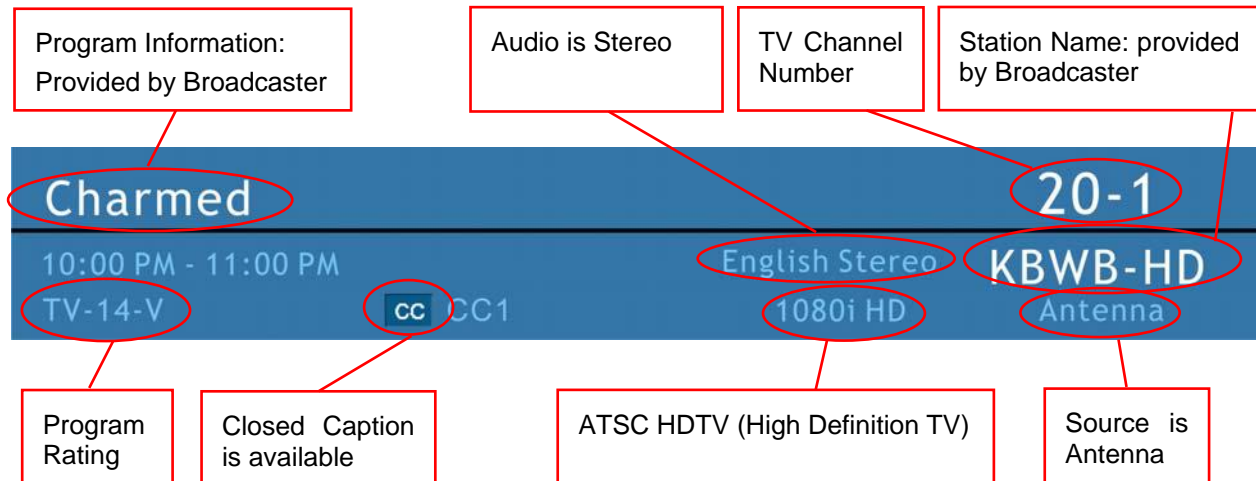 Program Information:
Provided by Broadcaster
Audio is Stereo
TV Channel
Number
Station Name: provided
by Broadcaster
Charmed
20-1
10:00 PM - 11:00 PM
English Stereo
KBWB-HD
TV-14-V
CC CC1
1080i HD
Antenna
Program
Rating
Closed Caption
is available
ATSC HDTV (High Definition TV)
Source is
Antenna